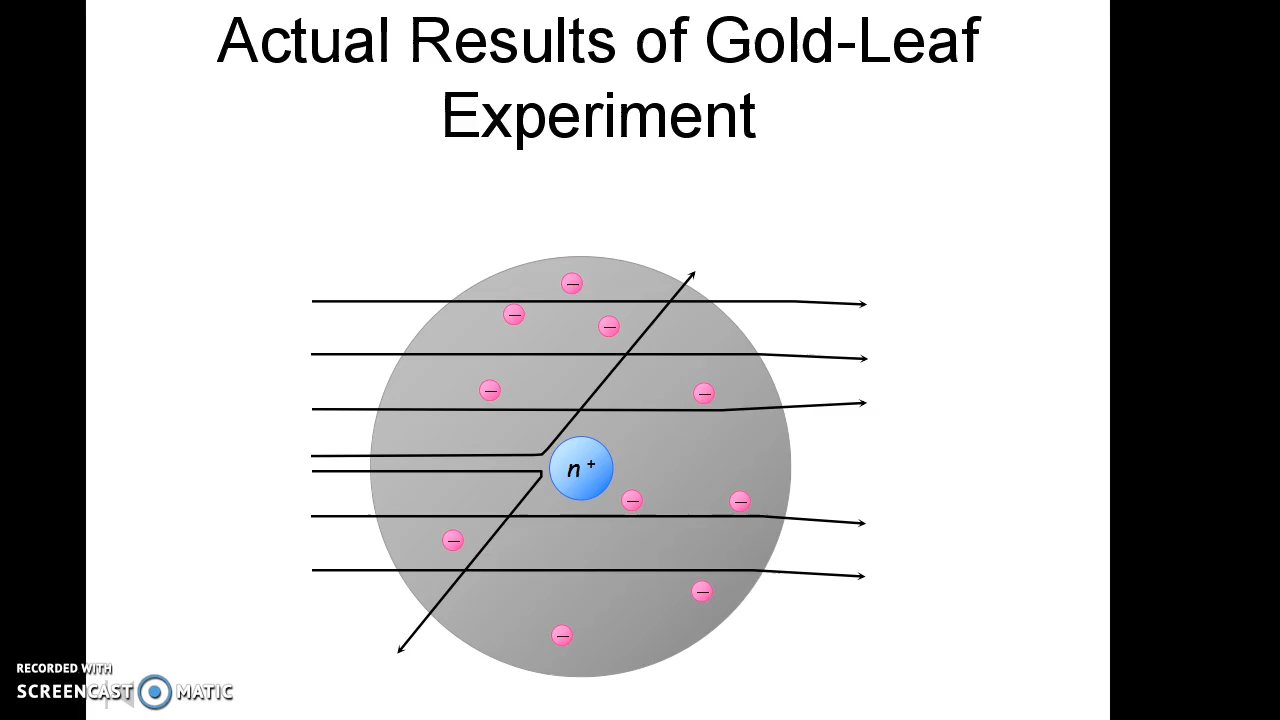 Actual Results of Gold-Leaf
Experiment
−
−
−
−
−
n +
−
−
−
−
−
RECORDED WITH
SCREENCAST MATIC